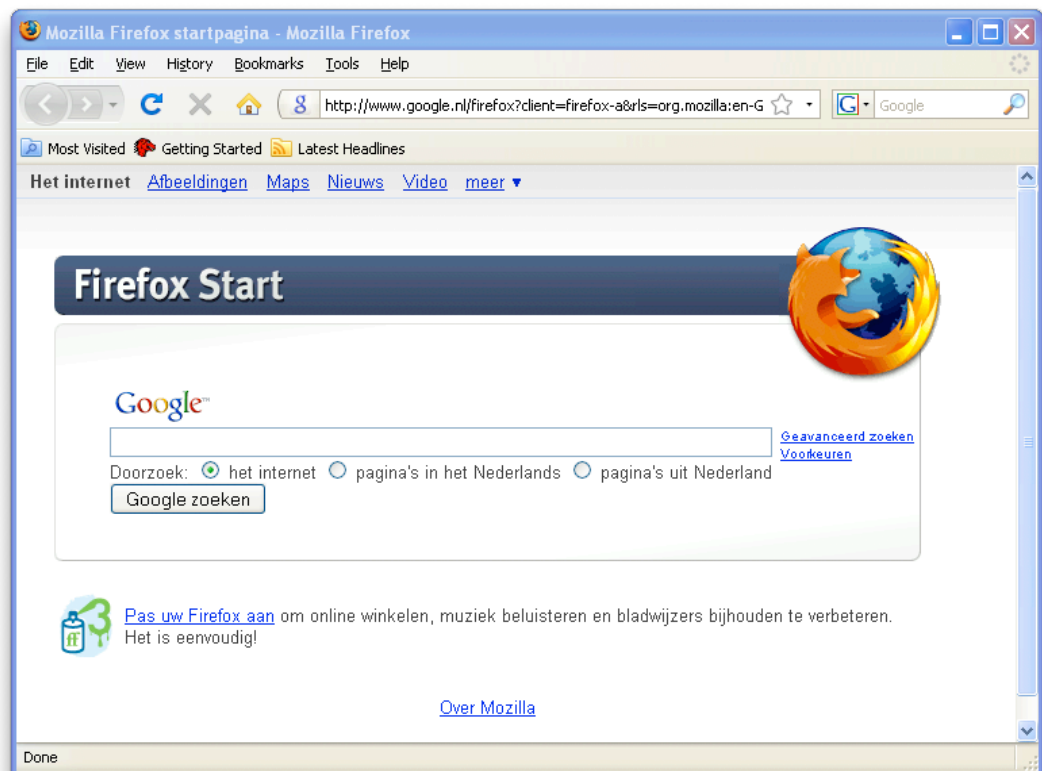 Mozilla Firefox startpagina - Mozilla Firefox
File Edit View History Bookmarks Tools Help
g http://www.google.nl/firefox?client=firefox-a&rls=org.mozilla:en-G G Google
Most Visited Getting Started Latest Headlines
Het internet Afbeeldingen Maps Nieuws Video meer
Firefox Start
Google™
Geavanceerd zoeken
Voorkeuren
Doorzoek: het internet pagina's in het Nederlands pagina's uit Nederland
Google zoeken
ff 3
Pas uw Firefox aan om online winkelen, muziek beluisteren en bladwijzers bijhouden te verbeteren.
Het is eenvoudig!
Over Mozilla
Done